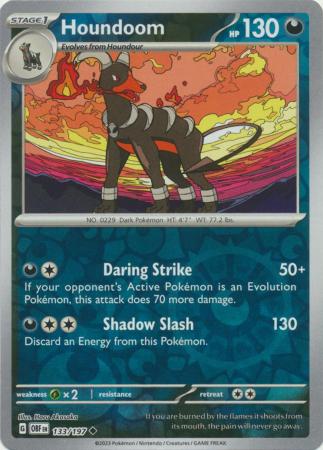 STAGE 1
Houndoom
HP 130
Evolves from Houndour
NO. 0229 Dark Pokémon HT: 4'7" WT: 77.2 lbs.
Daring Strike 50+
If your opponent's Active Pokémon is an Evolution
Pokémon, this attack does 70 more damage.
Shadow Slash 130
Discard an Energy from this Pokémon.
weakness ×2 resistance retreat
Illus. Haru Akasaka
G OBF EN 133/197
If you are burned by the flames it shoots from
its mouth, the pain will never go away.
©2023 Pokémon / Nintendo / Creatures / GAME FREAK